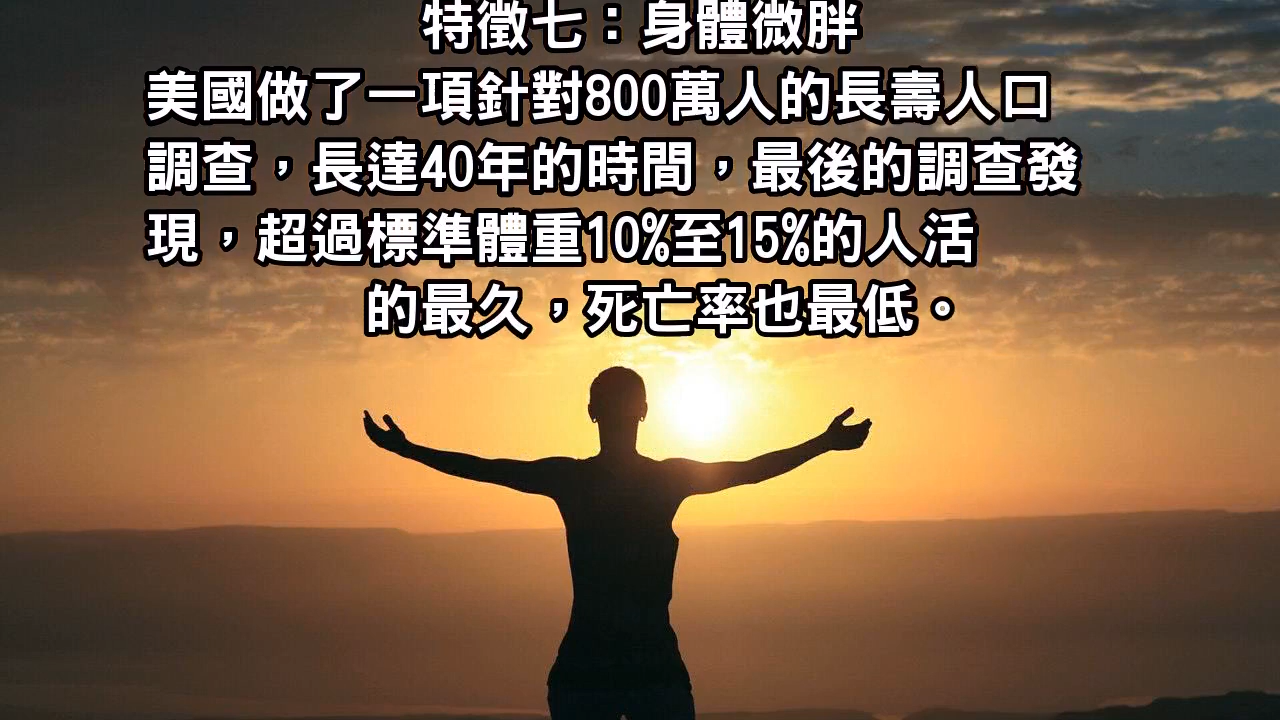 特徵七：身體微胖
美國做了一項針對800萬人的長壽人口
調查，長達40年的時間，最後的調查發
現，超過標準體重10%至15%的人活
的最久，死亡率也最低。